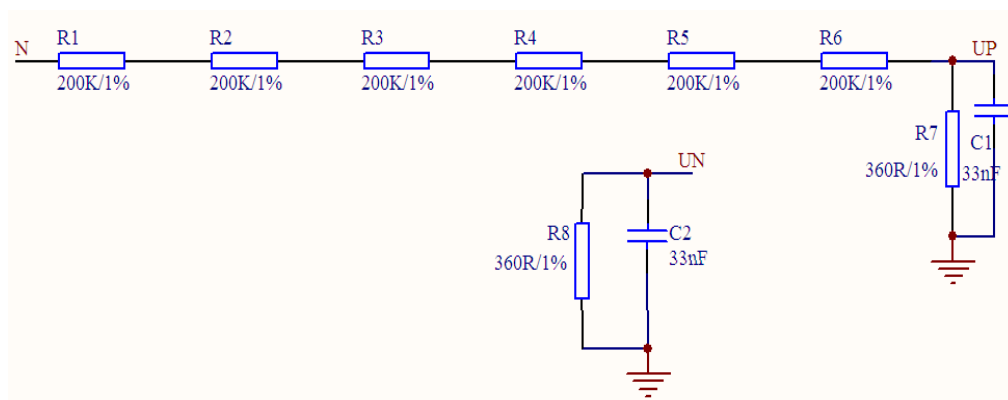 R1 R2 R3 R4 R5 R6 UP
N
200K/1% 200K/1% 200K/1% 200K/1% 200K/1% 200K/1%
R7 C1
360R/1% 33nF
UN
R8 C2
360R/1% 33nF